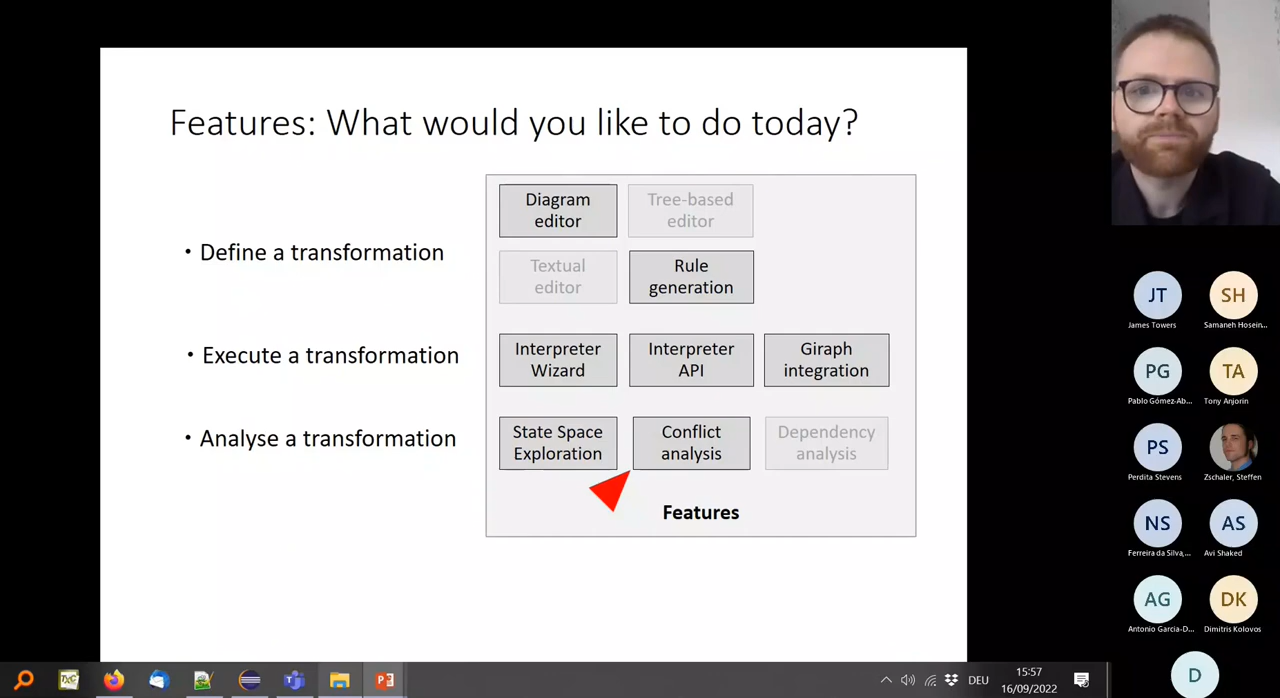 Features: What would you like to do today?
• Define a transformation
• Execute a transformation
• Analyse a transformation
Diagram
editor
Tree-based
editor
Textual
editor
Rule
generation
Interpreter
Wizard
Interpreter
API
Giraph
integration
State Space
Exploration
Conflict
analysis
Dependency
analysis
Features
JT
James Towers
SH
Samaneh Hosein...
PG
Pablo Gómez-Ab...
TA
Tony Anjorin
PS
Perdita Stevens
Zschaler, Steffen
NS
Ferreira da Silva,...
AS
Avi Shaked
AG
Antonio Garcia-D...
DK
Dimitris Kolovos
D
DEU
15:57
16/09/2022